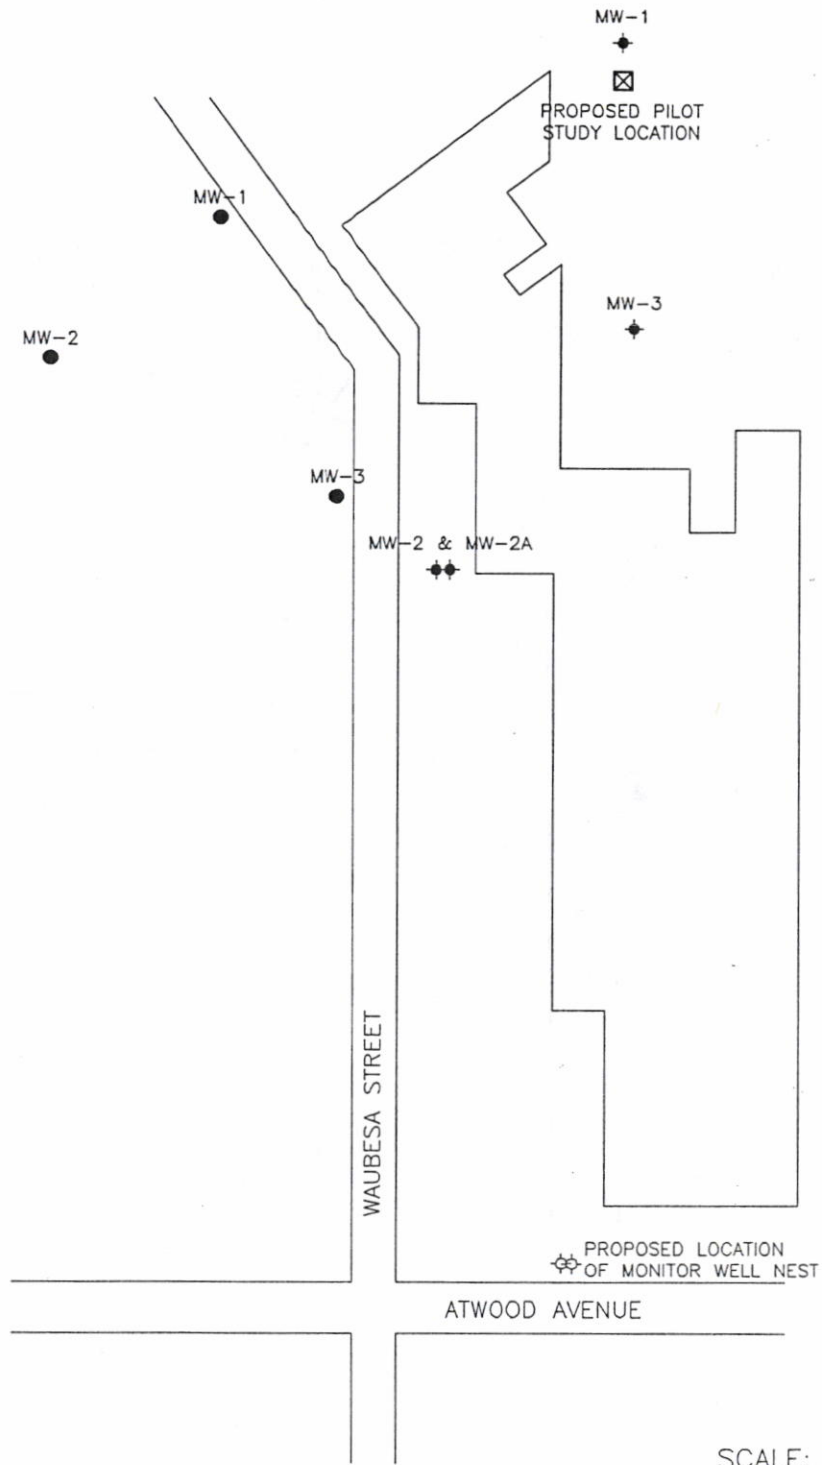 MW-1
PROPOSED PILOT
STUDY LOCATION
MW-1
MW-3
MW-2
MW-3
MW-2 & MW-2A
WAUBESA STREET
PROPOSED LOCATION
OF MONITOR WELL NEST
ATWOOD AVENUE
SCALE: